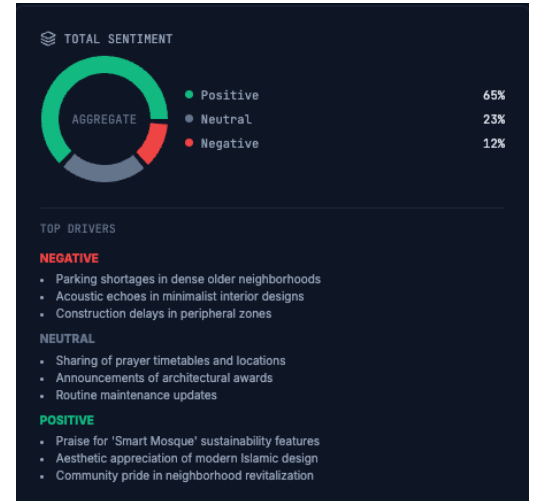 TOTAL SENTIMENT
AGGREGATE
Positive 65%
Neutral 23%
Negative 12%
TOP DRIVERS
NEGATIVE
• Parking shortages in dense older neighborhoods
• Acoustic echoes in minimalist interior designs
• Construction delays in peripheral zones
NEUTRAL
• Sharing of prayer timetables and locations
• Announcements of architectural awards
• Routine maintenance updates
POSITIVE
• Praise for 'Smart Mosque' sustainability features
• Aesthetic appreciation of modern Islamic design
• Community pride in neighborhood revitalization